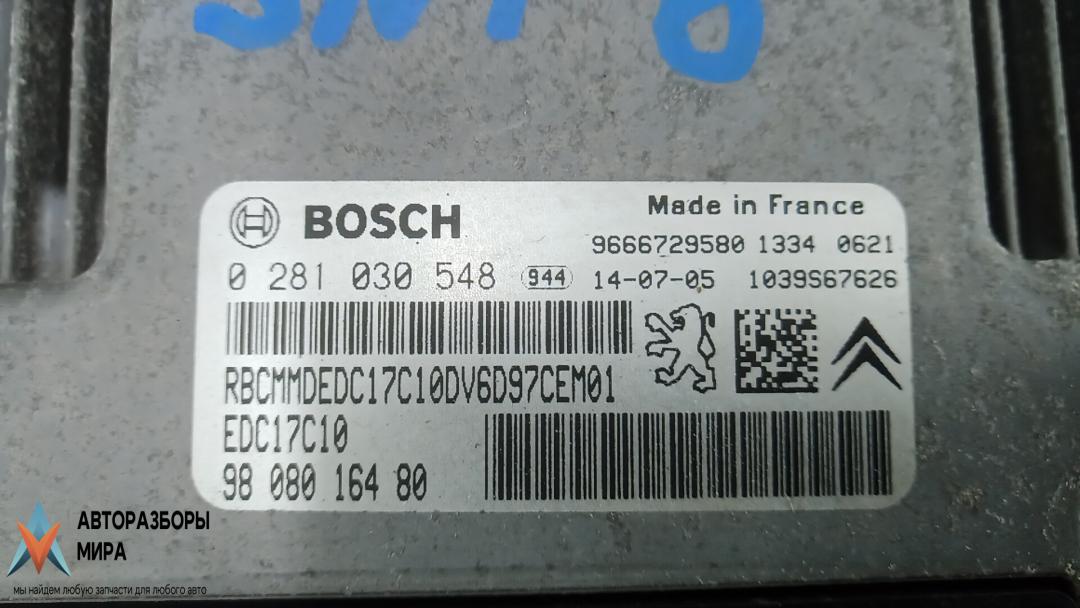 BOSCH
Made in France
9666729580 1334 0621
0 281 030 548 944 14-07-05 1039S67626
RBCMMDEDC17C10DV6D97CEM01
EDC17C10
98 080 164 80
АВТОРАЗБОРЫ
МИРА
мы найдем любую запчасти для любого авто